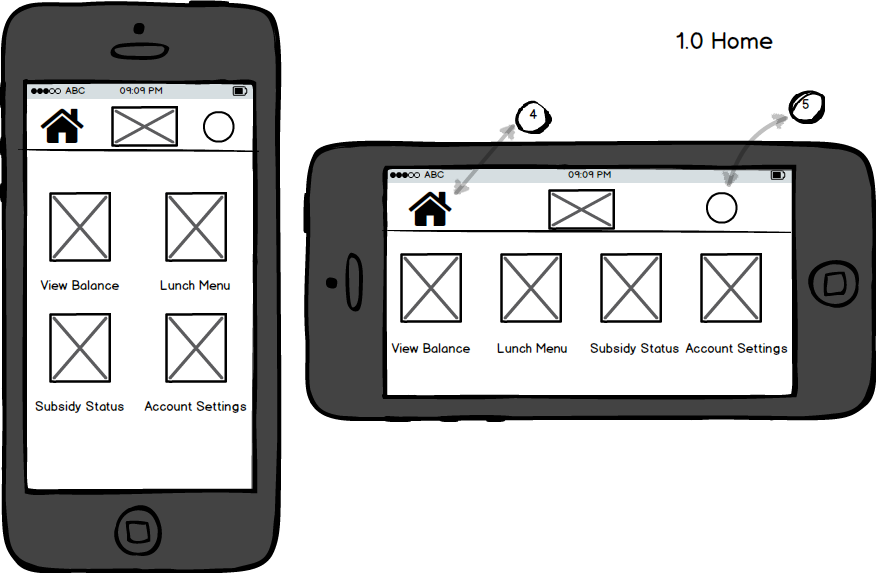 1.0 Home
ABC 09:09 PM
View Balance Lunch Menu
Subsidy Status Account Settings
4
5
ABC 09:09 PM
View Balance Lunch Menu Subsidy Status Account Settings